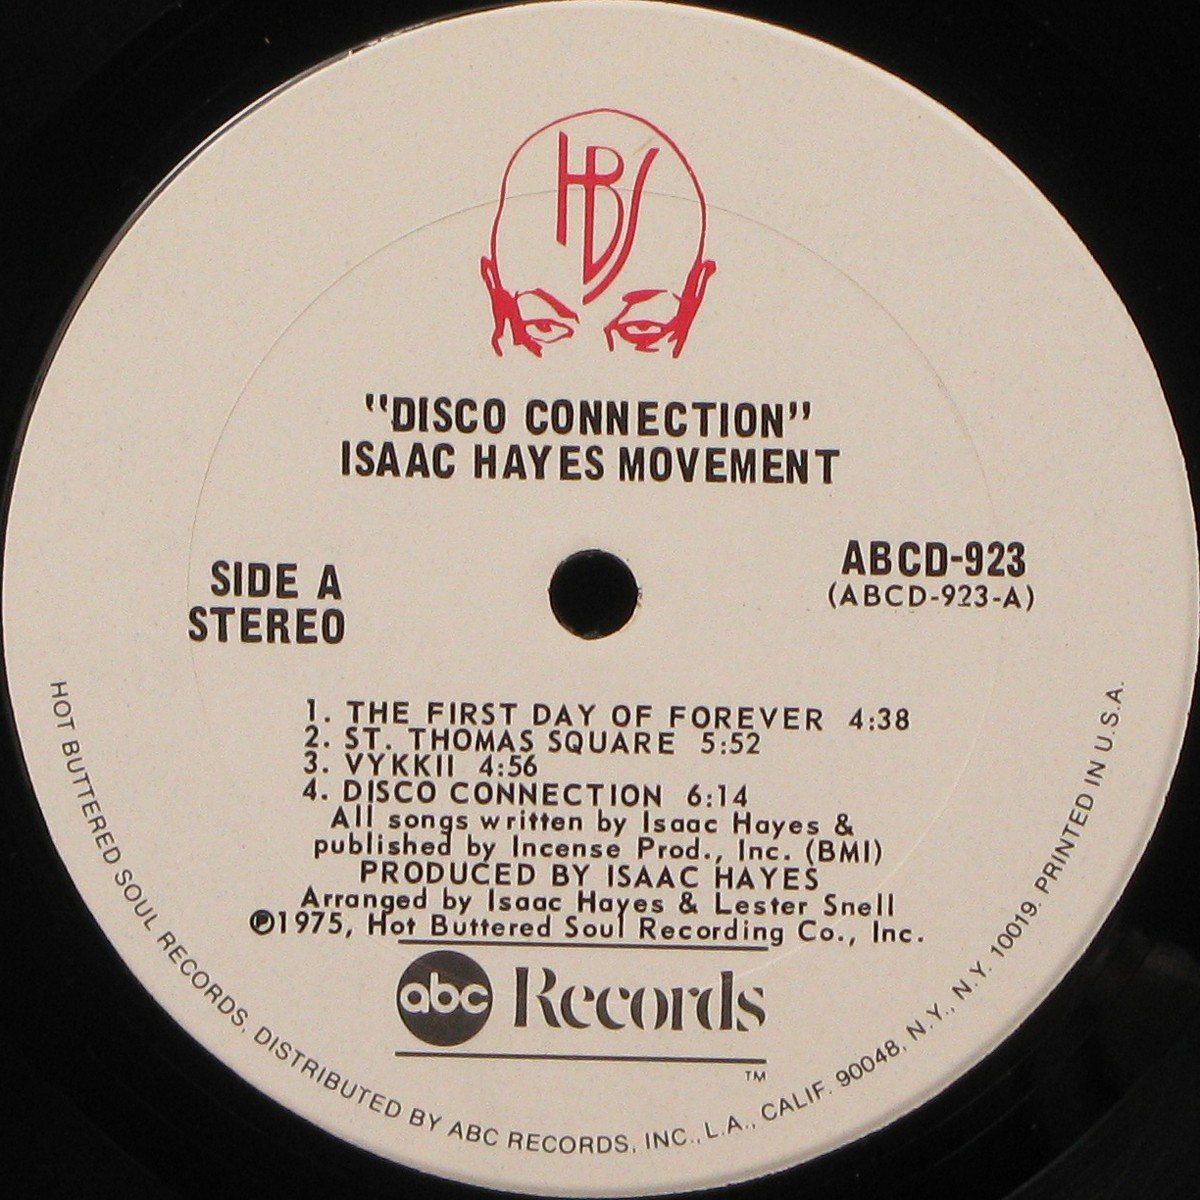 HBS
"DISCO CONNECTION"
ISAAC HAYES MOVEMENT
SIDE A
STEREO
ABCD-923
(ABCD-923-A)
1. THE FIRST DAY OF FOREVER 4:38
2. ST. THOMAS SQUARE 5:52
3. VYKKII 4:56
4. DISCO CONNECTION 6:14
All songs written by Isaac Hayes &
published by Incense Prod., Inc. (BMI)
PRODUCED BY ISAAC HAYES
Arranged by Isaac Hayes & Lester Snell
℗1975, Hot Buttered Soul Recording Co., Inc.
abc Records
TM
HOT BUTTERED SOUL RECORDS, DISTRIBUTED BY ABC RECORDS, INC., L.A., CALIF. 90048, N.Y., N.Y. 10019. PRINTED IN U.S.A.